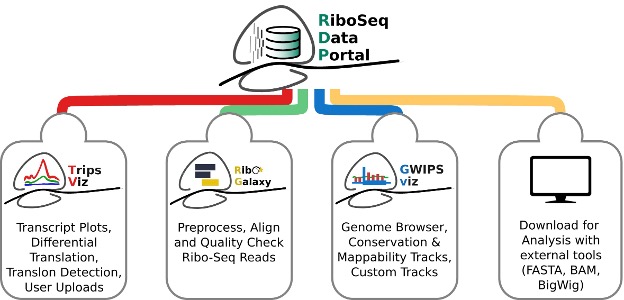 RiboSeq
Data
Portal
Trips
Viz
Transcript Plots,
Differential
Translation,
Translon Detection,
User Uploads
Ribo
Galaxy
Preprocess, Align
and Quality Check
Ribo-Seq Reads
GWIPS
viz
Genome Browser,
Conservation &
Mappability Tracks,
Custom Tracks
Download for
Analysis with
external tools
(FASTA, BAM,
BigWig)